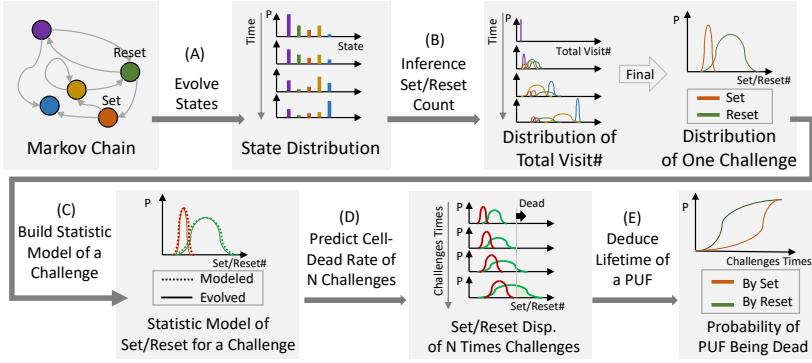 Reset
Set
Markov Chain
(A)
Evolve
States
Time
P
State
State Distribution
(B)
Inference
Set/Reset
Count
Time
P
Total Visit#
Distribution of
Total Visit#
Final
P
Set/Reset#
Set
Reset
Distribution
of One Challenge
(C)
Build Statistic
Model of a
Challenge
P
Set/Reset#
Modeled
Evolved
Statistic Model of
Set/Reset for a Challenge
(D)
Predict Cell-
Dead Rate of
N Challenges
Challenges Times
P
Dead
P
P
P
Set/Reset#
Set/Reset Disp.
of N Times Challenges
(E)
Deduce
Lifetime of
a PUF
P
Challenges Times
By Set
By Reset
Probability of
PUF Being Dead